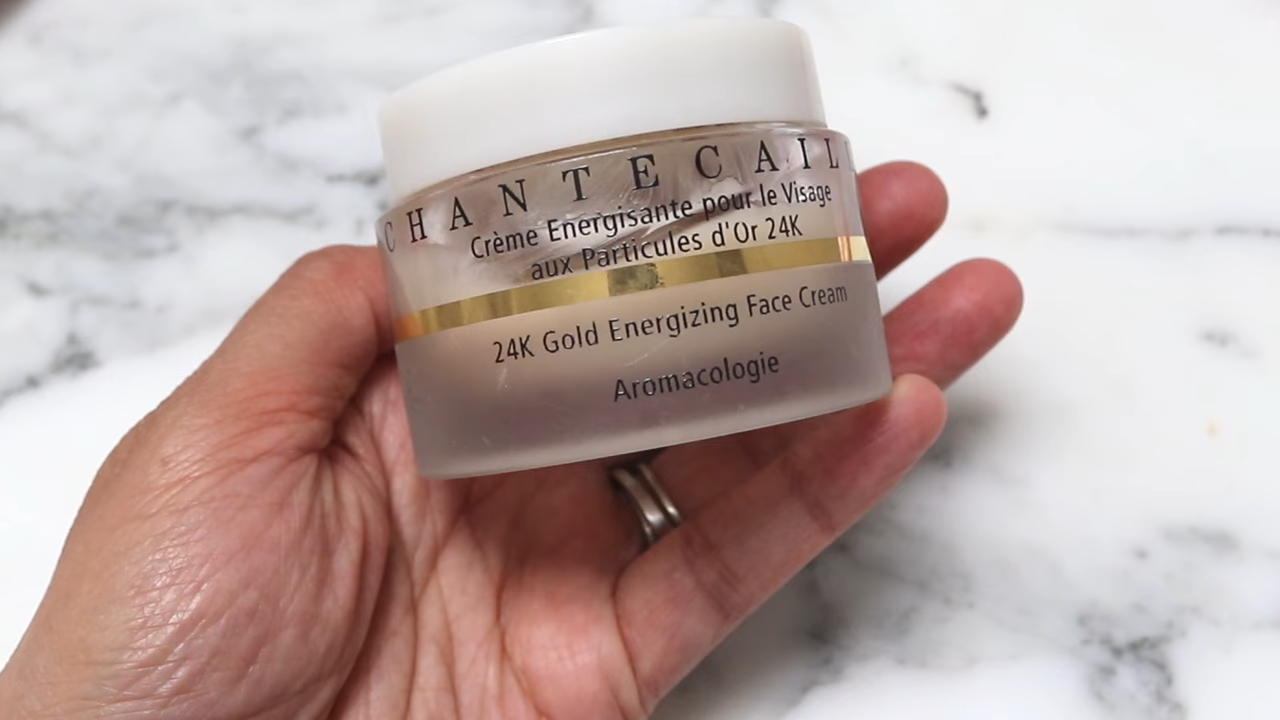 CHANTECAIL
Crème Energisante pour le Visage
aux Particules d'Or 24K
24K Gold Energizing Face Cream
Aromacologie